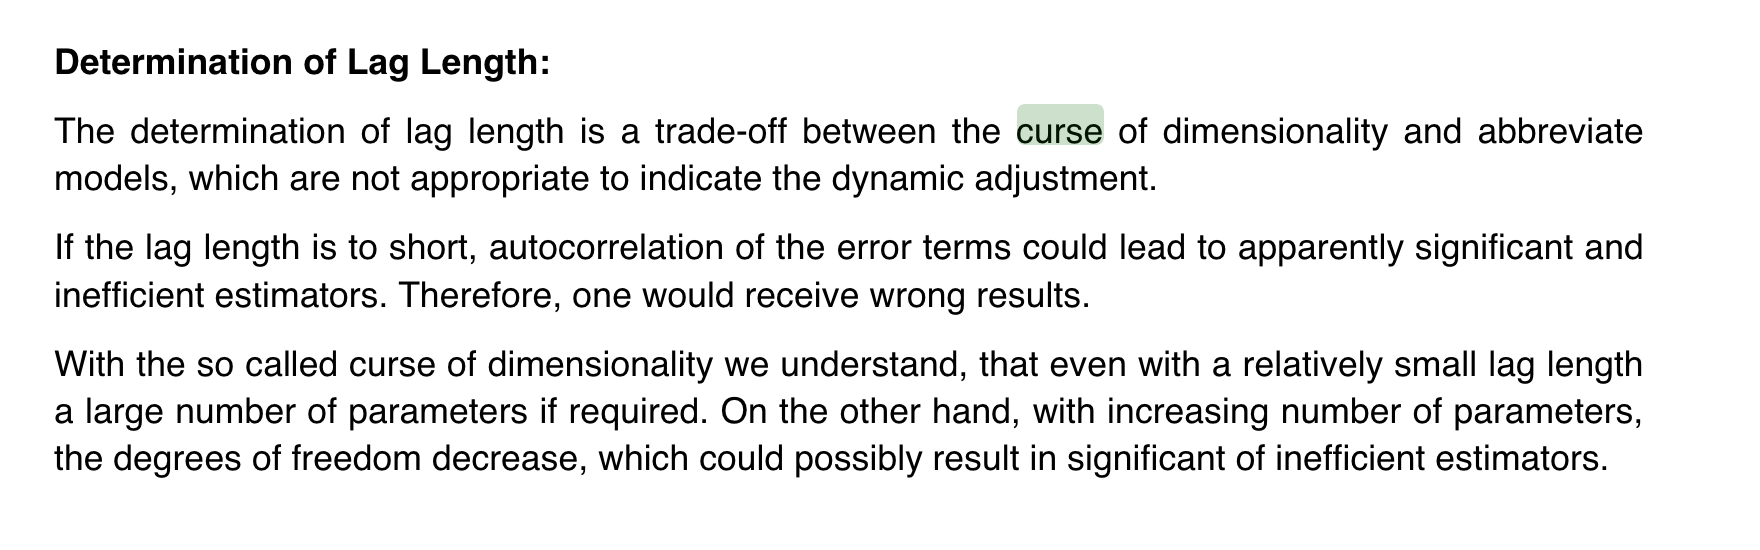 Determination of Lag Length:
The determination of lag length is a trade-off between the curse of dimensionality and abbreviate
models, which are not appropriate to indicate the dynamic adjustment.
If the lag length is to short, autocorrelation of the error terms could lead to apparently significant and
inefficient estimators. Therefore, one would receive wrong results.
With the so called curse of dimensionality we understand, that even with a relatively small lag length
a large number of parameters if required. On the other hand, with increasing number of parameters,
the degrees of freedom decrease, which could possibly result in significant of inefficient estimators.